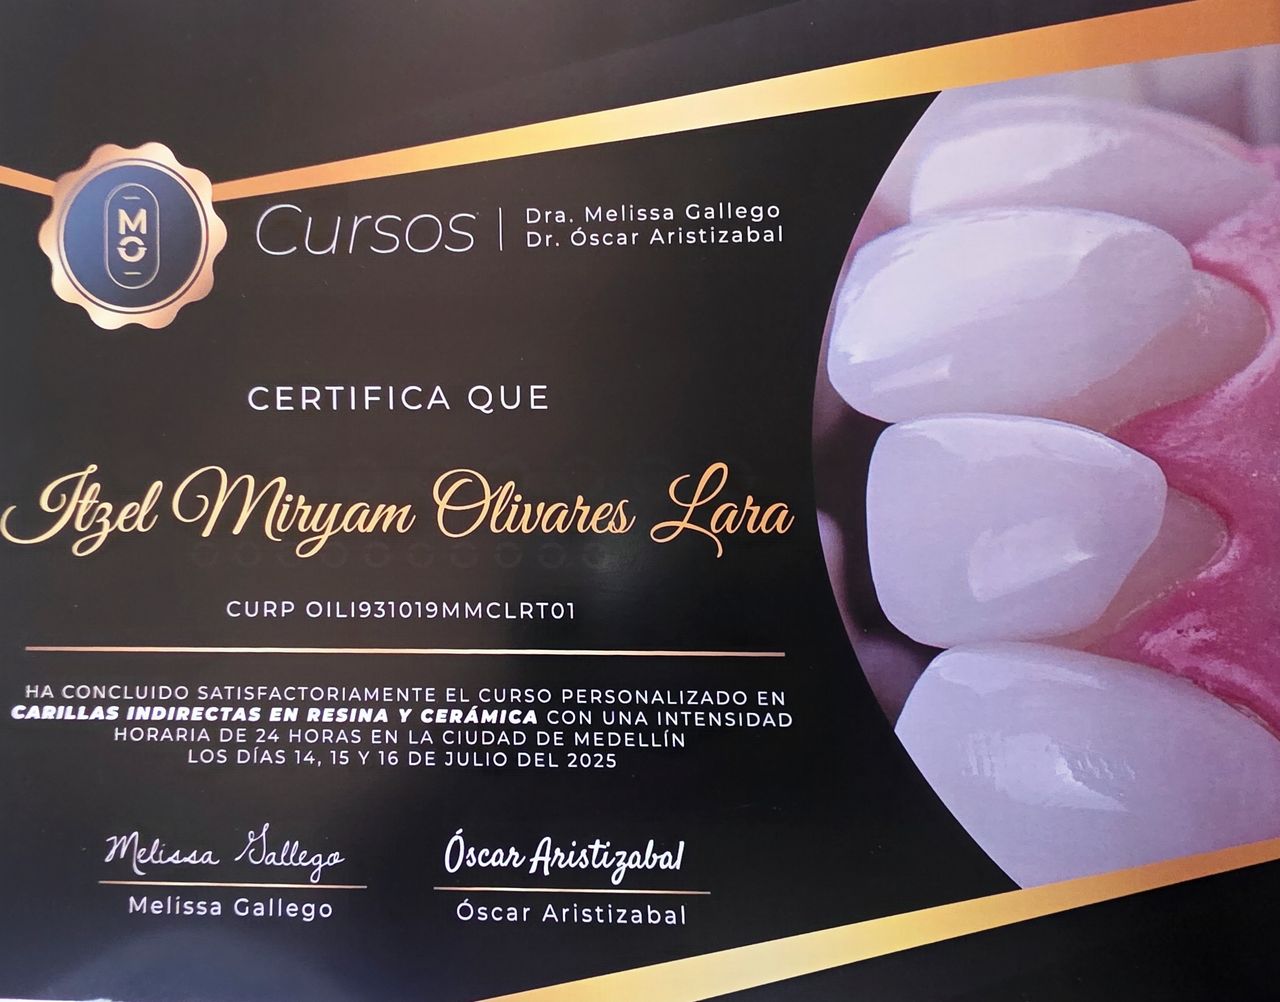 MO
Cursos
Dra. Melissa Gallego
Dr. Óscar Aristizabal
CERTIFICA QUE
Itzel Miryam Olivares Lara
CURP OILI931019MMCLRT01
HA CONCLUIDO SATISFACTORIAMENTE EL CURSO PERSONALIZADO EN
CARILLAS INDIRECTAS EN RESINA Y CERÁMICA CON UNA INTENSIDAD
HORARIA DE 24 HORAS EN LA CIUDAD DE MEDELLÍN
LOS DÍAS 14, 15 Y 16 DE JULIO DEL 2025
Melissa Gallego
Óscar Aristizabal
Melissa Gallego
Óscar Aristizabal